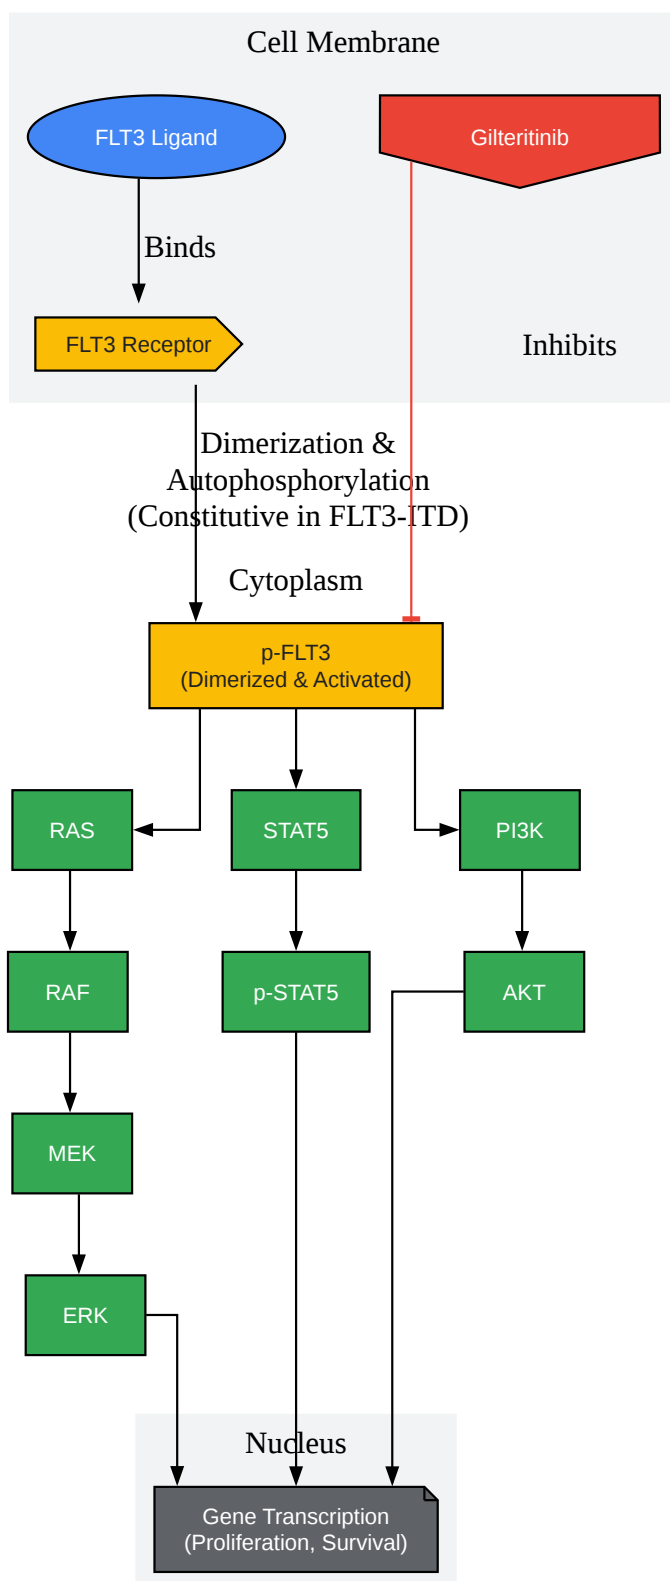 Cell Membrane
FLT3 Ligand
Gilteritinib
Binds
FLT3 Receptor
Inhibits
Dimerization &
Autophosphorylation
(Constitutive in FLT3-ITD)
Cytoplasm
p-FLT3
(Dimerized & Activated)
RAS
STAT5
PI3K
RAF
p-STAT5
AKT
MEK
ERK
Nucleus
Gene Transcription
(Proliferation, Survival)